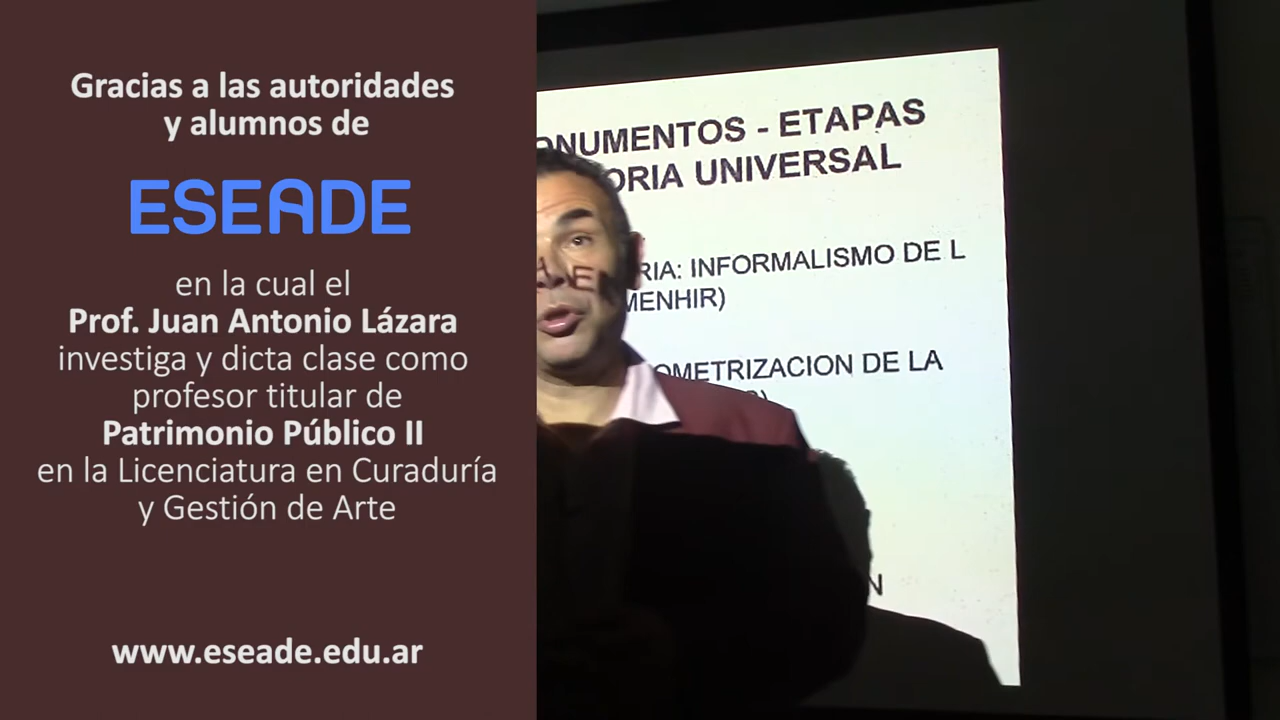 Gracias a las autoridades
y alumnos de
ESEADE
en la cual el
Prof. Juan Antonio Lázara
investiga y dicta clase como
profesor titular de
Patrimonio Público II
en la Licenciatura en Curaduría
y Gestión de Arte
www.eseade.edu.ar
ONUMENTOS - ETAPAS
ORIA UNIVERSAL
RIA: INFORMALISMO DE L
MENHIR)
OMETRIZACION DE LA
N